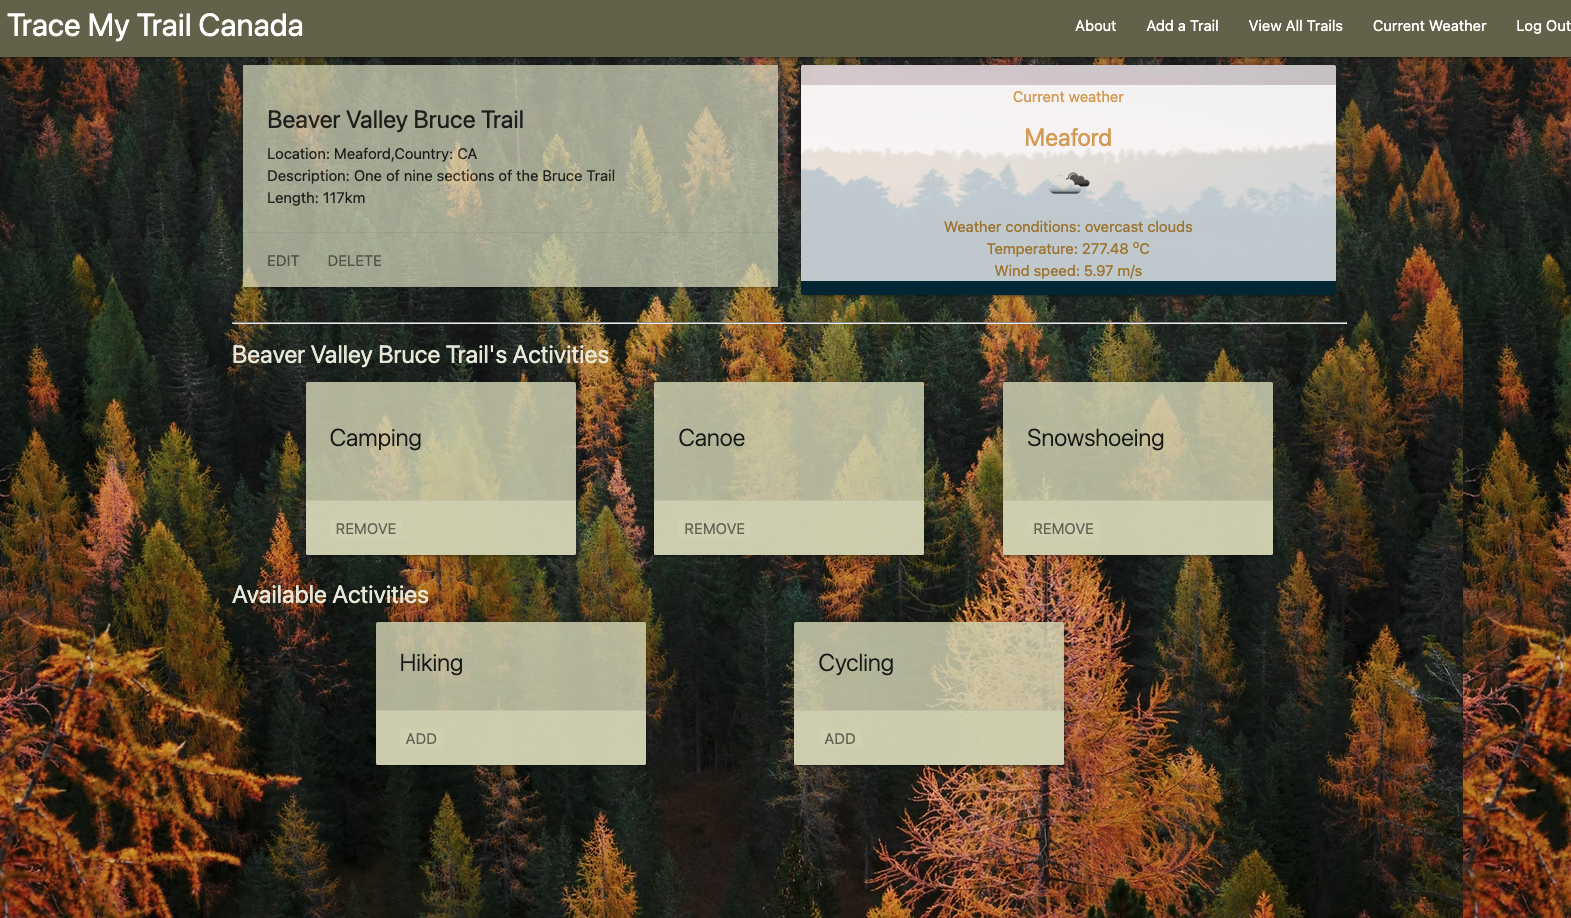 Trace My Trail Canada
About
Add a Trail
View All Trails
Current Weather
Log Out
Beaver Valley Bruce Trail
Location: Meaford,Country: CA
Description: One of nine sections of the Bruce Trail
Length: 117km
EDIT
DELETE
Current weather
Meaford
Weather conditions: overcast clouds
Temperature: 277.48 ºC
Wind speed: 5.97 m/s
Beaver Valley Bruce Trail's Activities
Camping
REMOVE
Canoe
REMOVE
Snowshoeing
REMOVE
Available Activities
Hiking
ADD
Cycling
ADD